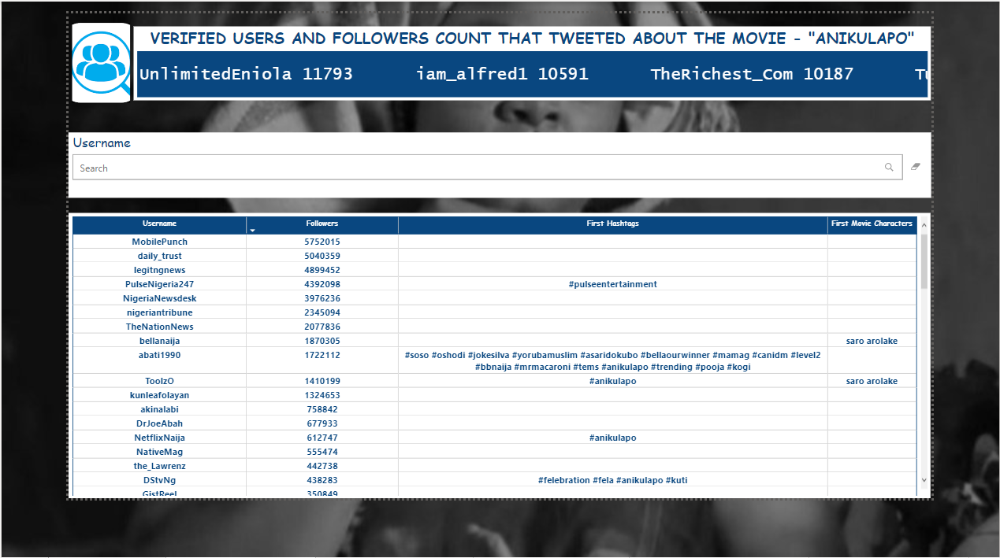 VERIFIED USERS AND FOLLOWERS COUNT THAT TWEETED ABOUT THE MOVIE - "ANIKULAPO"
UnlimitedEniola 11793 iam_alfred1 10591 TheRichest_Com 10187
Username
Search
Username Followers First Hashtags First Movie Characters
MobilePunch 5752015
daily_trust 5040359
legitngnews 4899452
PulseNigeria247 4392098 #pulseentertainment
NigeriaNewsdesk 3976236
nigeriantribune 2345094
TheNationNews 2077836
bellanaija 1870305 saro arolake
abati1990 1722112 #soso #oshodi #jokesilva #yorubamuslim #asaridokubo #bellaourwinner #mamag #canidm #level2
#bbnaija #mrmacaroni #tems #anikulapo #trending #pooja #kogi
ToolzO 1410199 #anikulapo saro arolake
kunleafolayan 1324653
akinalabi 758842
DrJoeAbah 677933
NetflixNaija 612747 #anikulapo
NativeMag 555474
the_Lawrenz 442738
DStvNg 438283 #felebration #fela #anikulapo #kuti
GistReel 350849